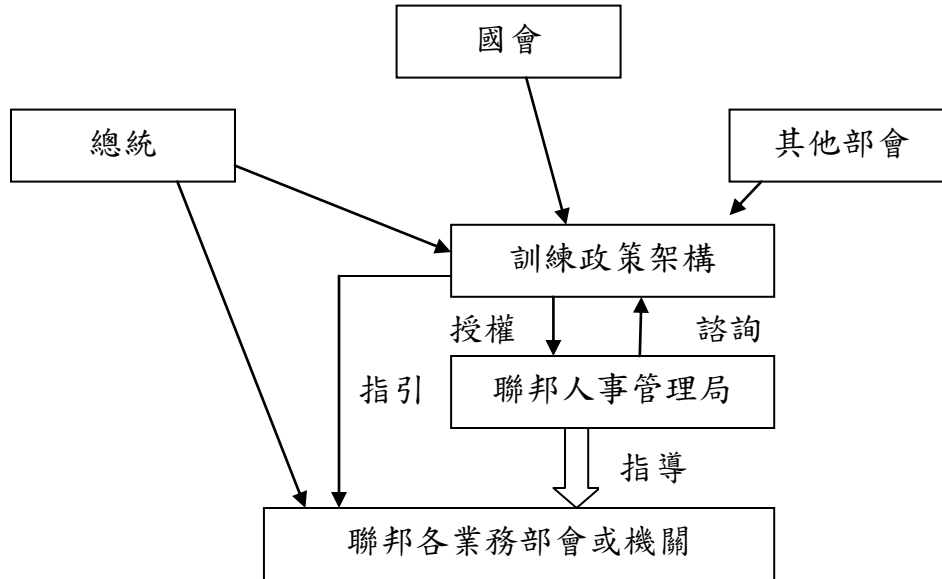 國會
總統
其他部會
訓練政策架構
授權
諮詢
指引
聯邦人事管理局
指導
聯邦各業務部會或機關